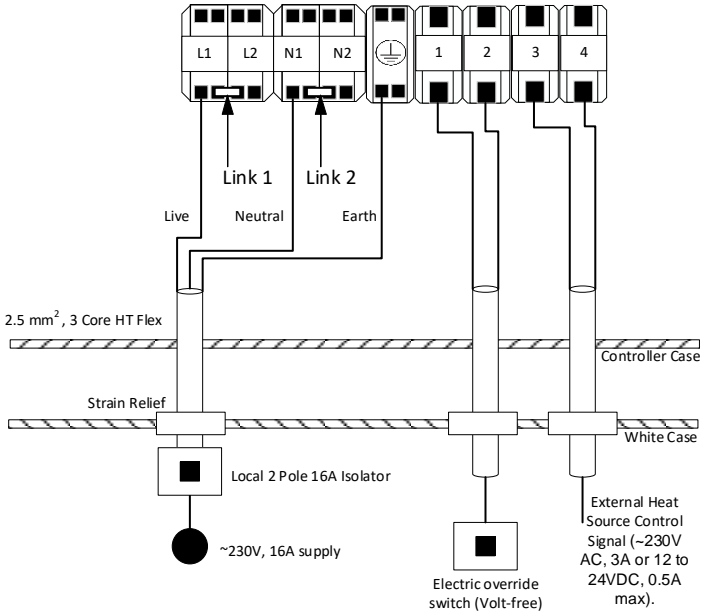 L1 L2 N1 N2 1 2 3 4
Link 1 Link 2
Live Neutral Earth
2.5 mm², 3 Core HT Flex
Controller Case
Strain Relief
White Case
Local 2 Pole 16A Isolator
~230V, 16A supply
External Heat
Source Control
Signal (~230V
AC, 3A or 12 to
24VDC, 0.5A
max).
Electric override
switch (Volt-free)